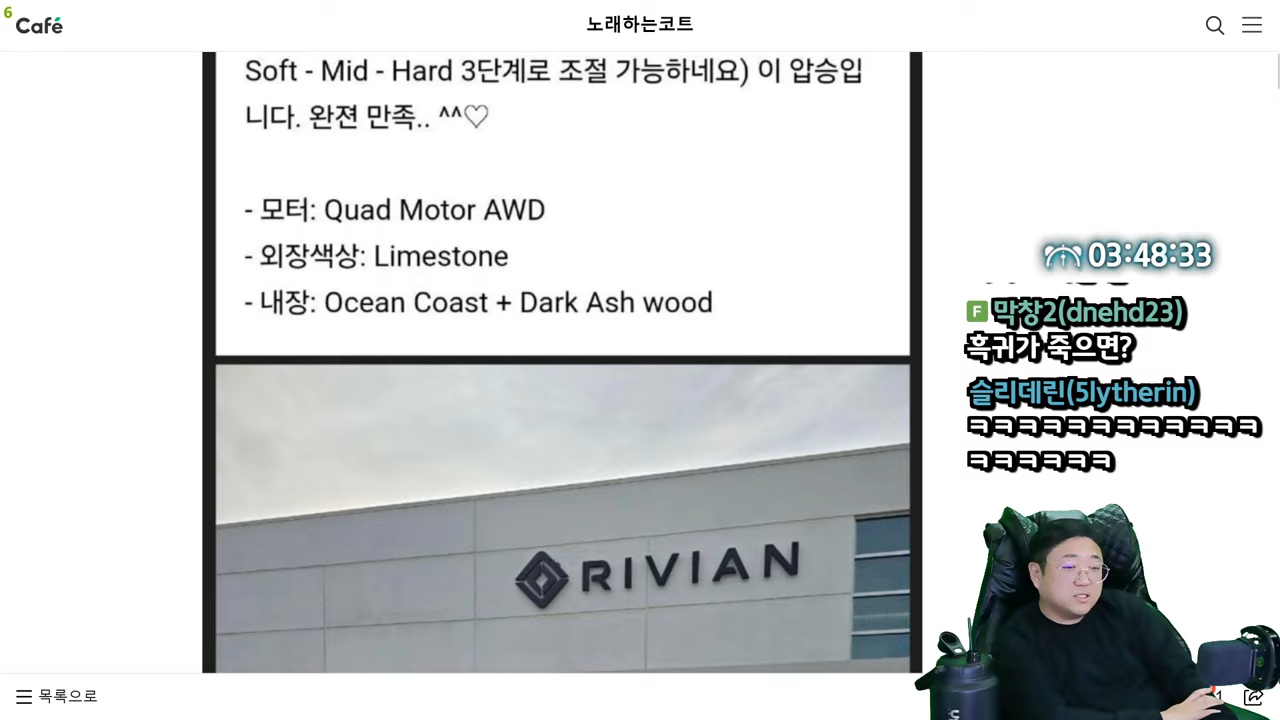 6
Café
노래하는코트
Soft - Mid - Hard 3단계로 조절 가능하네요) 이 압승입
니다. 완젼 만족.. ^^♡
- 모터: Quad Motor AWD
- 외장색상: Limestone
- 내장: Ocean Coast + Dark Ash wood
03:48:33
F 막창2(dnehd23)
흑귀가 죽으면?
슬리데린(5lytherin)
ㅋㅋㅋㅋㅋㅋㅋㅋㅋㅋㅋㅋ
ㅋㅋㅋㅋㅋㅋ
RIVIAN
목록으로